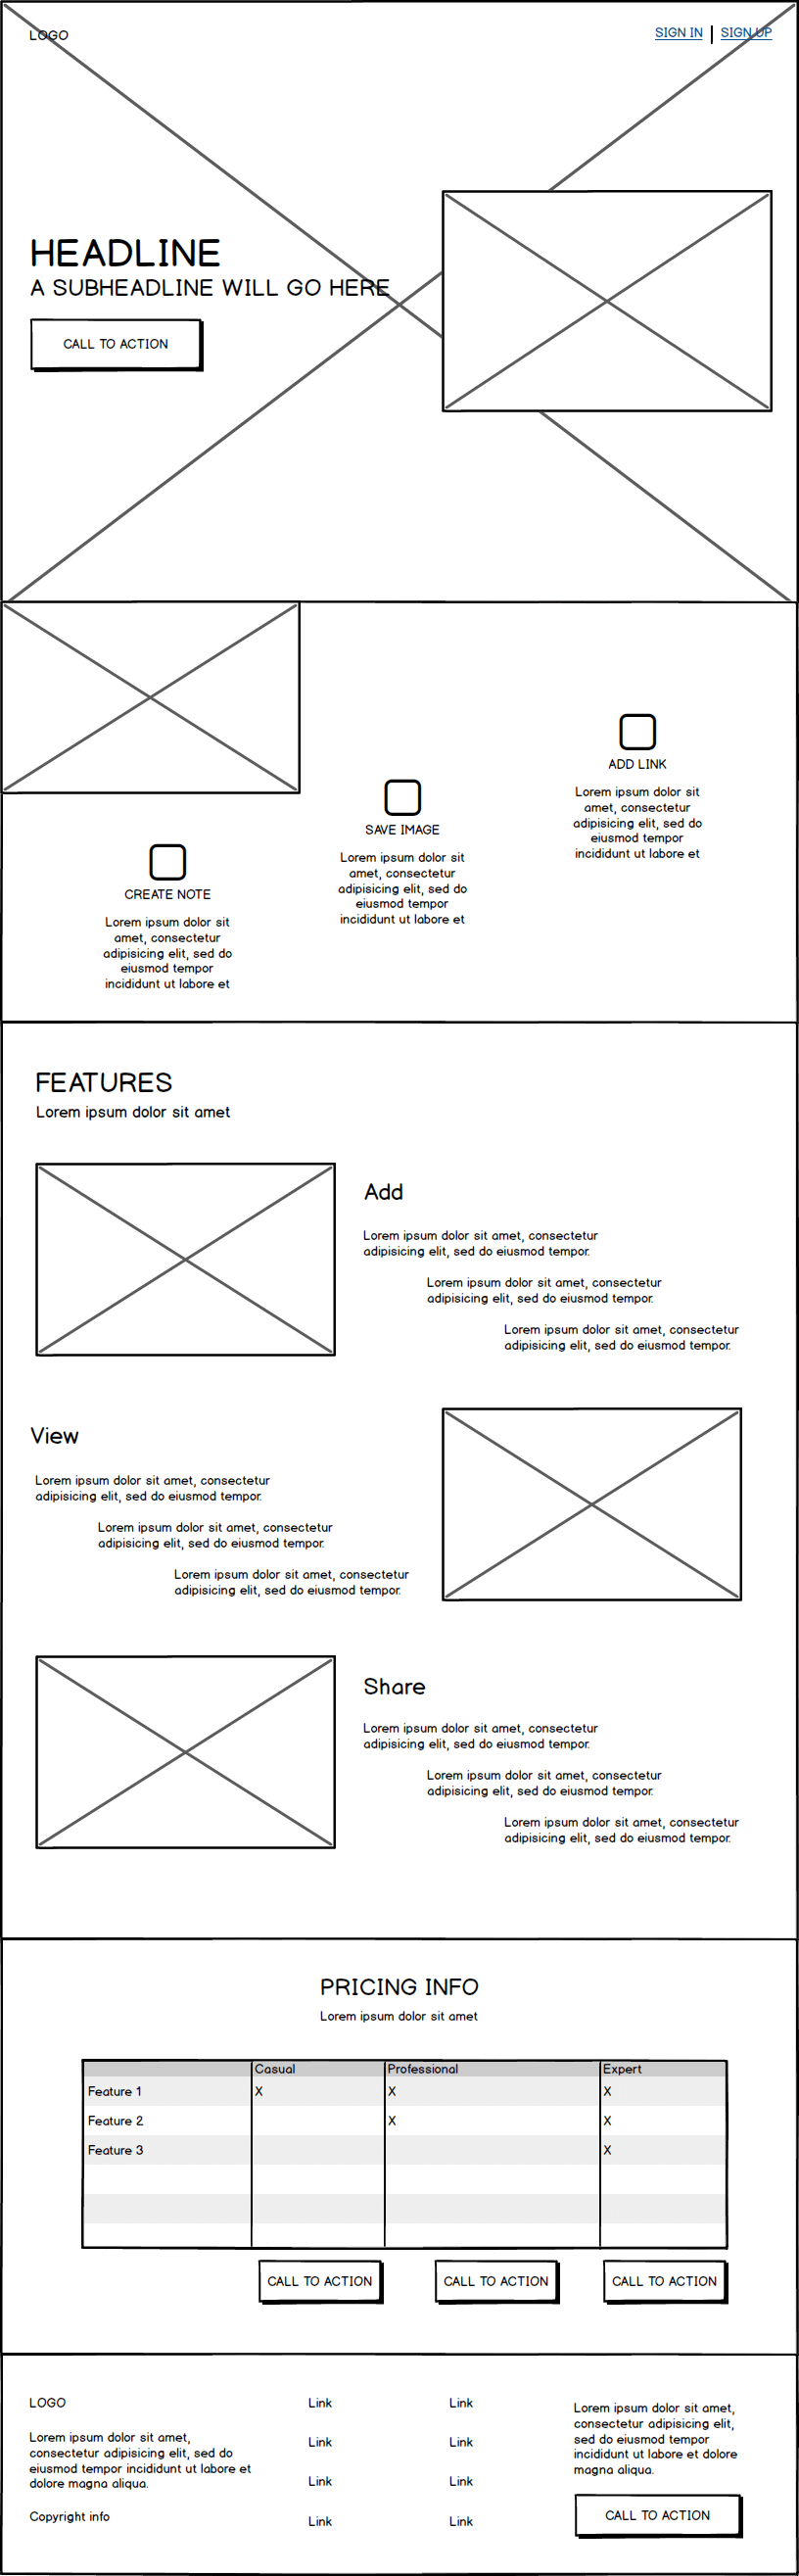 LOGO
SIGN IN | SIGN UP
HEADLINE
A SUBHEADLINE WILL GO HERE
CALL TO ACTION
CREATE NOTE
Lorem ipsum dolor sit
amet, consectetur
adipisicing elit, sed do
eiusmod tempor
incididunt ut labore et
SAVE IMAGE
Lorem ipsum dolor sit
amet, consectetur
adipisicing elit, sed do
eiusmod tempor
incididunt ut labore et
ADD LINK
Lorem ipsum dolor sit
amet, consectetur
adipisicing elit, sed do
eiusmod tempor
incididunt ut labore et
FEATURES
Lorem ipsum dolor sit amet
Add
Lorem ipsum dolor sit amet, consectetur
adipisicing elit, sed do eiusmod tempor.
Lorem ipsum dolor sit amet, consectetur
adipisicing elit, sed do eiusmod tempor.
Lorem ipsum dolor sit amet, consectetur
adipisicing elit, sed do eiusmod tempor.
View
Lorem ipsum dolor sit amet, consectetur
adipisicing elit, sed do eiusmod tempor.
Lorem ipsum dolor sit amet, consectetur
adipisicing elit, sed do eiusmod tempor.
Lorem ipsum dolor sit amet, consectetur
adipisicing elit, sed do eiusmod tempor.
Share
Lorem ipsum dolor sit amet, consectetur
adipisicing elit, sed do eiusmod tempor.
Lorem ipsum dolor sit amet, consectetur
adipisicing elit, sed do eiusmod tempor.
Lorem ipsum dolor sit amet, consectetur
adipisicing elit, sed do eiusmod tempor.
PRICING INFO
Lorem ipsum dolor sit amet
Casual Professional Expert
Feature 1 X X X
Feature 2 X X
Feature 3 X
CALL TO ACTION CALL TO ACTION CALL TO ACTION
LOGO
Lorem ipsum dolor sit amet,
consectetur adipisicing elit, sed do
eiusmod tempor incididunt ut labore et
dolore magna aliqua.
Copyright info
Link
Link
Link
Link
Link
Link
Link
Link
Lorem ipsum dolor sit amet,
consectetur adipisicing elit,
sed do eiusmod tempor
incididunt ut labore et dolore
magna aliqua.
CALL TO ACTION